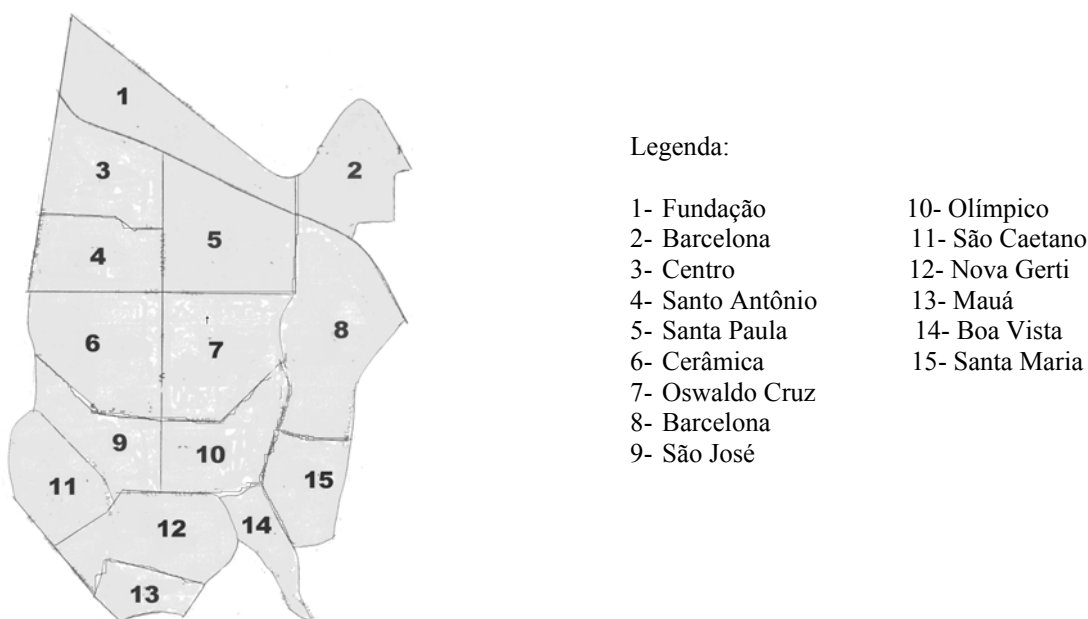 1
2
3
5
4
6
7
8
9
10
11
15
12
14
13
Legenda:
1- Fundação
2- Barcelona
3- Centro
4- Santo Antônio
5- Santa Paula
6- Cerâmica
7- Oswaldo Cruz
8- Barcelona
9- São José
10- Olímpico
11- São Caetano
12- Nova Gerti
13- Mauá
14- Boa Vista
15- Santa Maria